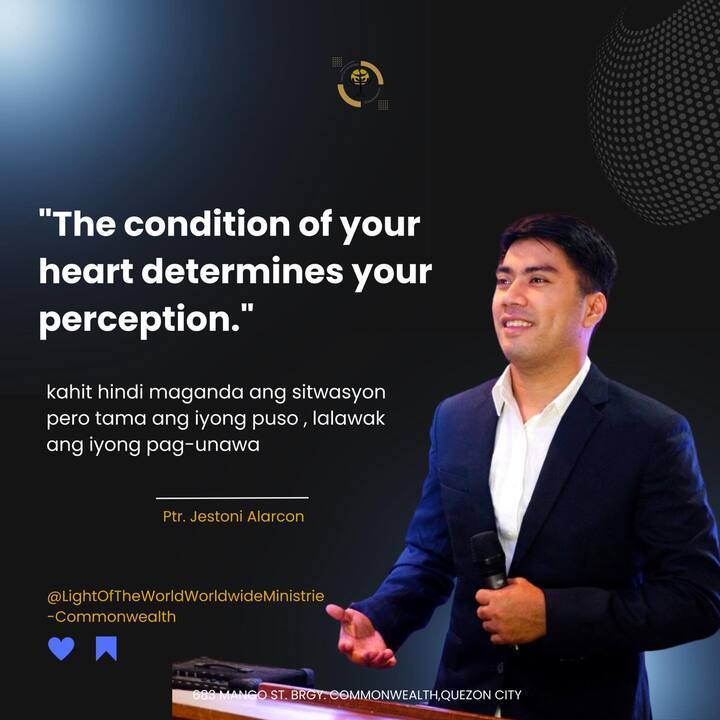 "The condition of your
heart determines your
perception."
kahit hindi maganda ang sitwasyon
pero tama ang iyong puso , lalawak
ang iyong pag-unawa
Ptr. Jestoni Alarcon
@LightOfTheWorldWorldwideMinistrie
-Commonwealth
683 MANGO ST. BRGY. COMMONWEALTH,QUEZON CITY